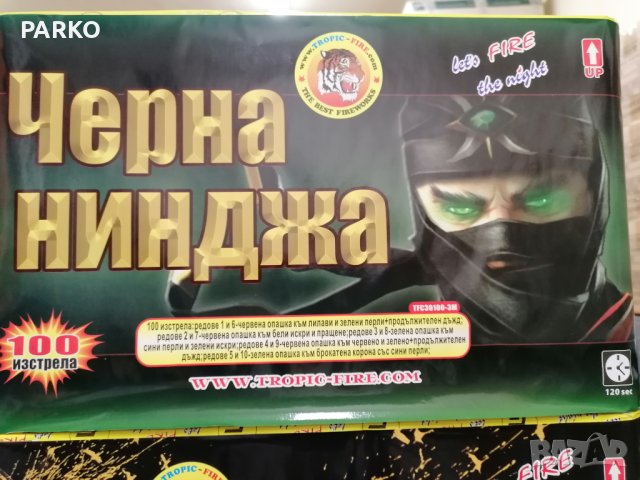 PARKO
WWW.TROPIC-FIRE.com
THE BEST FIREWORKS
let's FIRE
the night
UP
Черна
нинджа
TFC30100-3M
100 изстрела:редове 1 и 6-червена опашка към лилави и зелени перли+продължителен дъжд;
редове 2 и 7-червена опашка към бели искри и пращене;редове 3 и 8-зелена опашка към
сини перли и зелени искри;редове 4 и 9-червена опашка към червено и зелено+продължителен
дъжд;редове 5 и 10-зелена опашка към брокатена корона със сини перли;
100
изстрела
WWW.TROPIC-FIRE.COM
120 sec
TROPIC-FIRE
FIRE
BAZAR